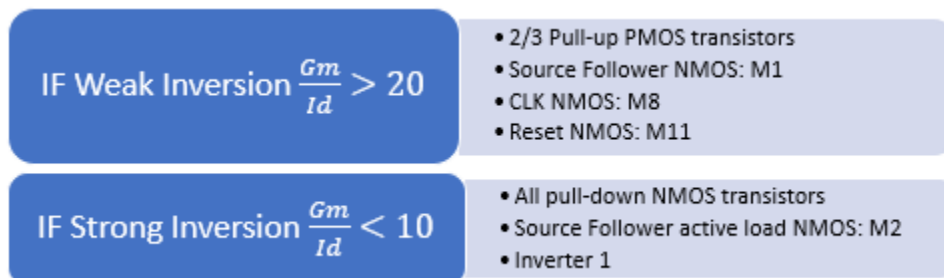 IF Weak Inversion Gm/Id > 20
• 2/3 Pull-up PMOS transistors
• Source Follower NMOS: M1
• CLK NMOS: M8
• Reset NMOS: M11
IF Strong Inversion Gm/Id < 10
• All pull-down NMOS transistors
• Source Follower active load NMOS: M2
• Inverter 1